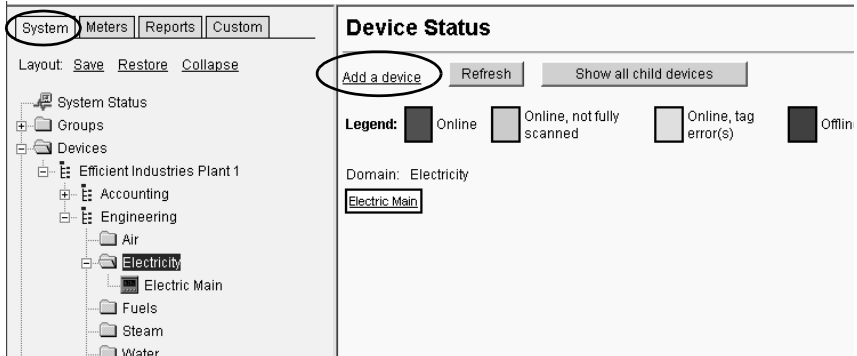 System Meters Reports Custom
Layout: Save Restore Collapse
System Status
Groups
Devices
Efficient Industries Plant 1
Accounting
Engineering
Air
Electricity
Electric Main
Fuels
Steam
Water
Device Status
Add a device Refresh Show all child devices
Legend: Online Online, not fully scanned Online, tag error(s) Offline
Domain: Electricity
Electric Main